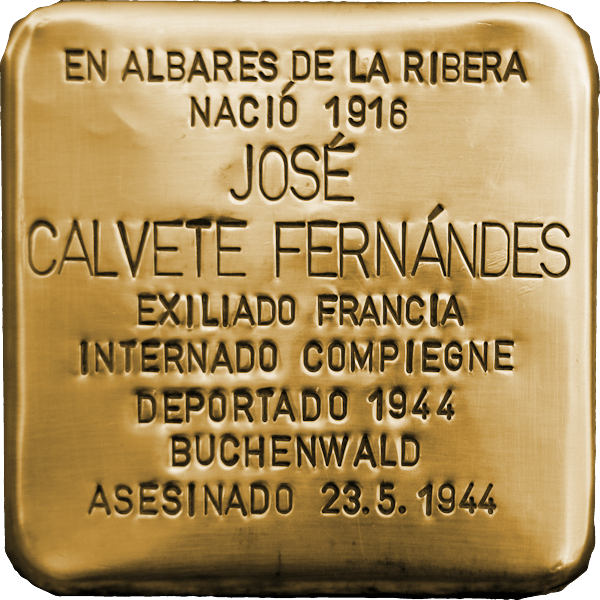 EN ALBARES DE LA RIBERA
NACIÓ 1916
JOSÉ
CALVETE FERNÁNDES
EXILIADO FRANCIA
INTERNADO COMPIEGNE
DEPORTADO 1944
BUCHENWALD
ASESINADO 23.5.1944